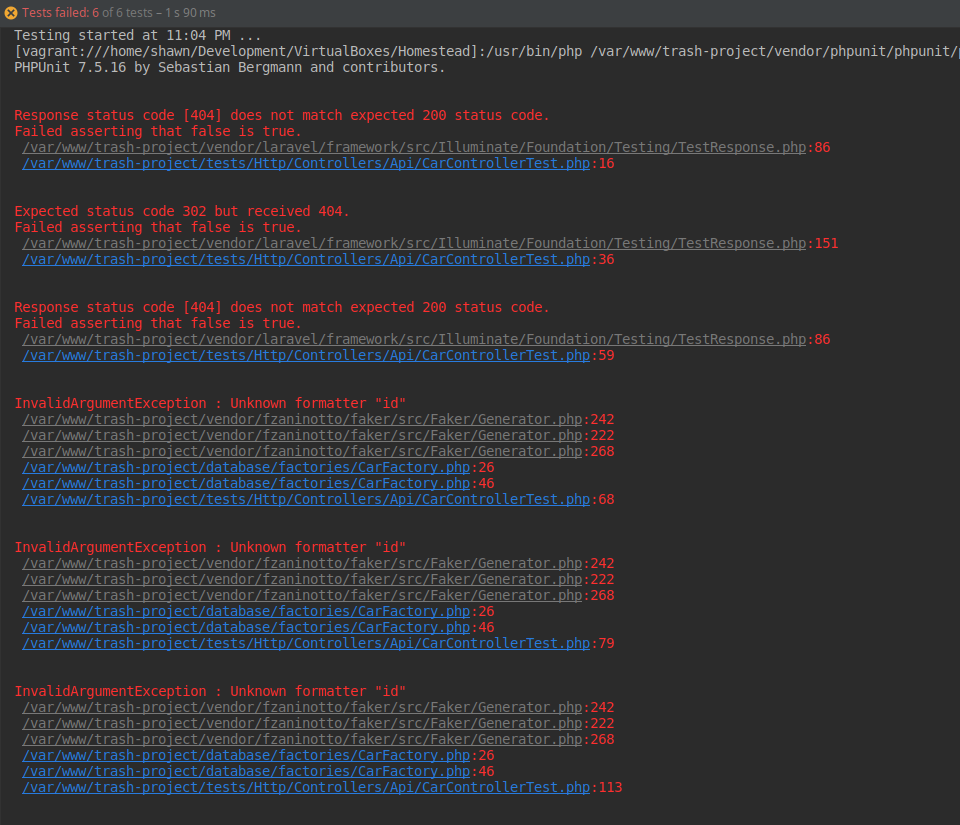 Tests failed: 6 of 6 tests – 1 s 90 ms
Testing started at 11:04 PM ...
[vagrant:///home/shawn/Development/VirtualBoxes/Homestead]:/usr/bin/php /var/www/trash-project/vendor/phpunit/phpunit/
PHPUnit 7.5.16 by Sebastian Bergmann and contributors.
Response status code [404] does not match expected 200 status code.
Failed asserting that false is true.
/var/www/trash-project/vendor/laravel/framework/src/Illuminate/Foundation/Testing/TestResponse.php:86
/var/www/trash-project/tests/Http/Controllers/Api/CarControllerTest.php:16
Expected status code 302 but received 404.
Failed asserting that false is true.
/var/www/trash-project/vendor/laravel/framework/src/Illuminate/Foundation/Testing/TestResponse.php:151
/var/www/trash-project/tests/Http/Controllers/Api/CarControllerTest.php:36
Response status code [404] does not match expected 200 status code.
Failed asserting that false is true.
/var/www/trash-project/vendor/laravel/framework/src/Illuminate/Foundation/Testing/TestResponse.php:86
/var/www/trash-project/tests/Http/Controllers/Api/CarControllerTest.php:59
InvalidArgumentException : Unknown formatter "id"
/var/www/trash-project/vendor/fzaninotto/faker/src/Faker/Generator.php:242
/var/www/trash-project/vendor/fzaninotto/faker/src/Faker/Generator.php:222
/var/www/trash-project/vendor/fzaninotto/faker/src/Faker/Generator.php:268
/var/www/trash-project/database/factories/CarFactory.php:26
/var/www/trash-project/database/factories/CarFactory.php:46
/var/www/trash-project/tests/Http/Controllers/Api/CarControllerTest.php:68
InvalidArgumentException : Unknown formatter "id"
/var/www/trash-project/vendor/fzaninotto/faker/src/Faker/Generator.php:242
/var/www/trash-project/vendor/fzaninotto/faker/src/Faker/Generator.php:222
/var/www/trash-project/vendor/fzaninotto/faker/src/Faker/Generator.php:268
/var/www/trash-project/database/factories/CarFactory.php:26
/var/www/trash-project/database/factories/CarFactory.php:46
/var/www/trash-project/tests/Http/Controllers/Api/CarControllerTest.php:79
InvalidArgumentException : Unknown formatter "id"
/var/www/trash-project/vendor/fzaninotto/faker/src/Faker/Generator.php:242
/var/www/trash-project/vendor/fzaninotto/faker/src/Faker/Generator.php:222
/var/www/trash-project/vendor/fzaninotto/faker/src/Faker/Generator.php:268
/var/www/trash-project/database/factories/CarFactory.php:26
/var/www/trash-project/database/factories/CarFactory.php:46
/var/www/trash-project/tests/Http/Controllers/Api/CarControllerTest.php:113